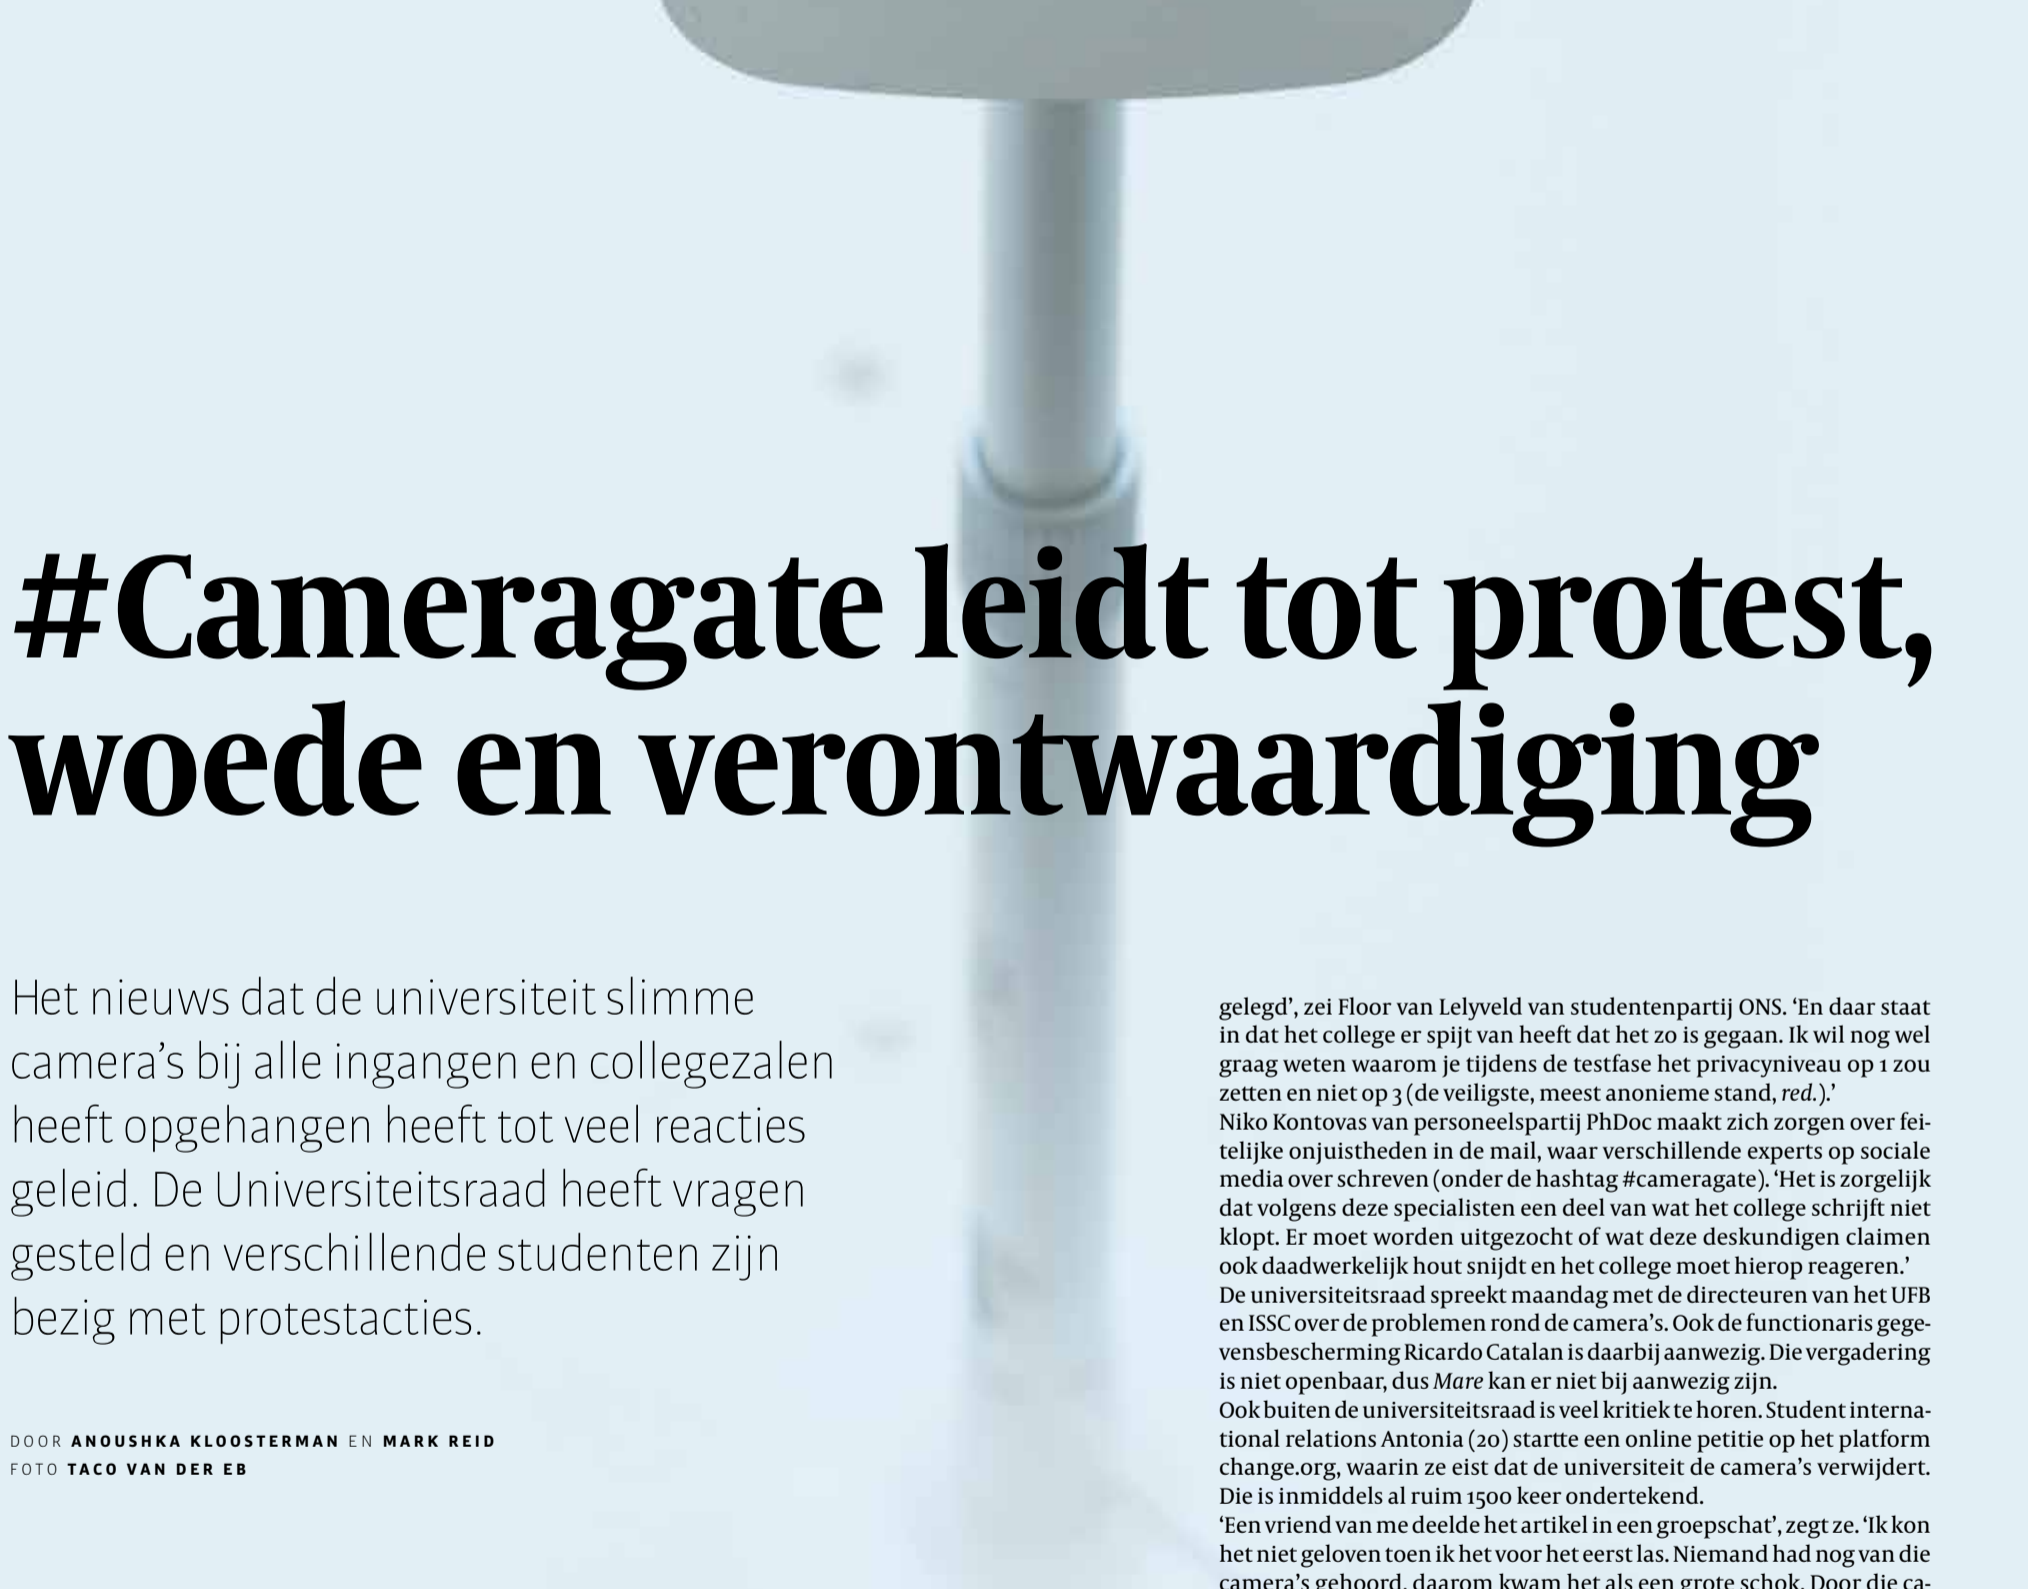 #Cameragate leidt tot protest,
woede en verontwaardiging
Het nieuws dat de universiteit slimme
camera’s bij alle ingangen en collegezalen
heeft opgehangen heeft tot veel reacties
geleid. De Universiteitsraad heeft vragen
gesteld en verschillende studenten zijn
bezig met protestacties.
DOOR ANOUSHKA KLOOSTERMAN EN MARK REID
FOTO TACO VAN DER EB
gelegd’, zei Floor van Lelyveld van studentenpartij ONS. ‘En daar staat
in dat het college er spijt van heeft dat het zo is gegaan. Ik wil nog wel
graag weten waarom je tijdens de testfase het privacyniveau op 1 zou
zetten en niet op 3 (de veiligste, meest anonieme stand, red.).’
Niko Kontovas van personeelspartij PhDoc maakt zich zorgen over fei-
telijke onjuistheden in de mail, waar verschillende experts op sociale
media over schreven (onder de hashtag #cameragate). ‘Het is zorgelijk
dat volgens deze specialisten een deel van wat het college schrijft niet
klopt. Er moet worden uitgezocht of wat deze deskundigen claimen
ook daadwerkelijk hout snijdt en het college moet hierop reageren.’
De universiteitsraad spreekt maandag met de directeuren van het UFB
en ISSC over de problemen rond de camera’s. Ook de functionaris gege-
vensbescherming Ricardo Catalan is daarbij aanwezig. Die vergadering
is niet openbaar, dus Mare kan er niet bij aanwezig zijn.
Ook buiten de universiteitsraad is veel kritiek te horen. Student interna-
tional relations Antonia (20) startte een online petitie op het platform
change.org, waarin ze eist dat de universiteit de camera’s verwijdert.
Die is inmiddels al ruim 1500 keer ondertekend.
‘Een vriend van me deelde het artikel in een groepschat’, zegt ze. ‘Ik kon
het niet geloven toen ik het voor het eerst las. Niemand had nog van die
camera’s gehoord, daarom kwam het als een grote schok. Door die ca-